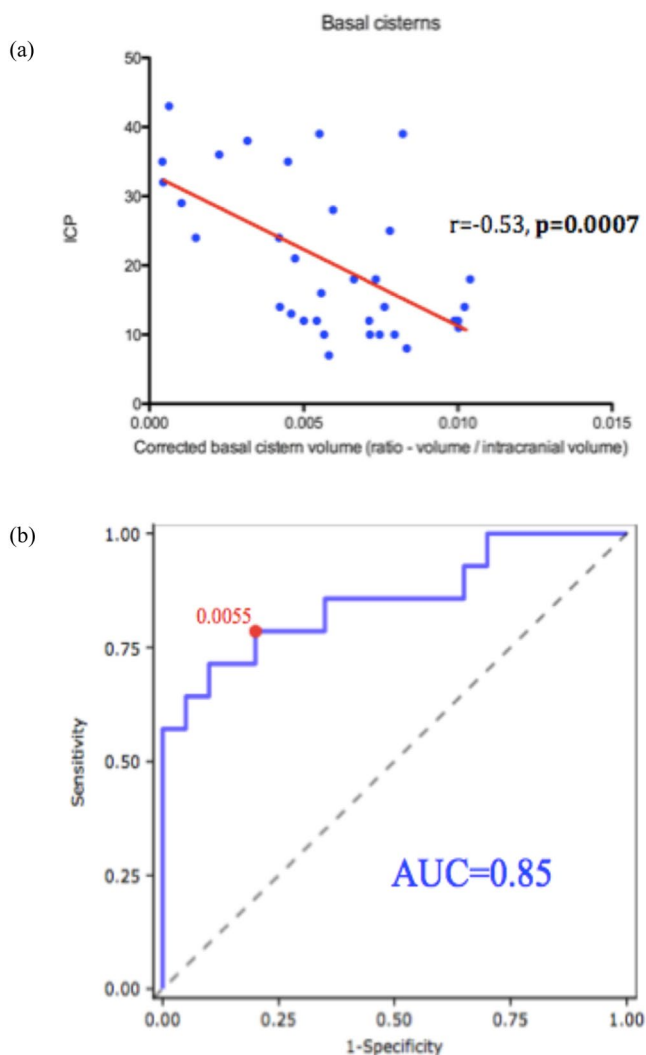 Basal cisterns
(a)
50
40
30
20
10
0
ICP
r=-0.53, p=0.0007
0.000 0.005 0.010 0.015
Corrected basal cistern volume (ratio - volume / intracranial volume)
(b)
1.00
0.75
0.50
0.25
0.00
Sensitivity
0.0055
AUC=0.85
0.00 0.25 0.50 0.75 1.00
1-Specificity